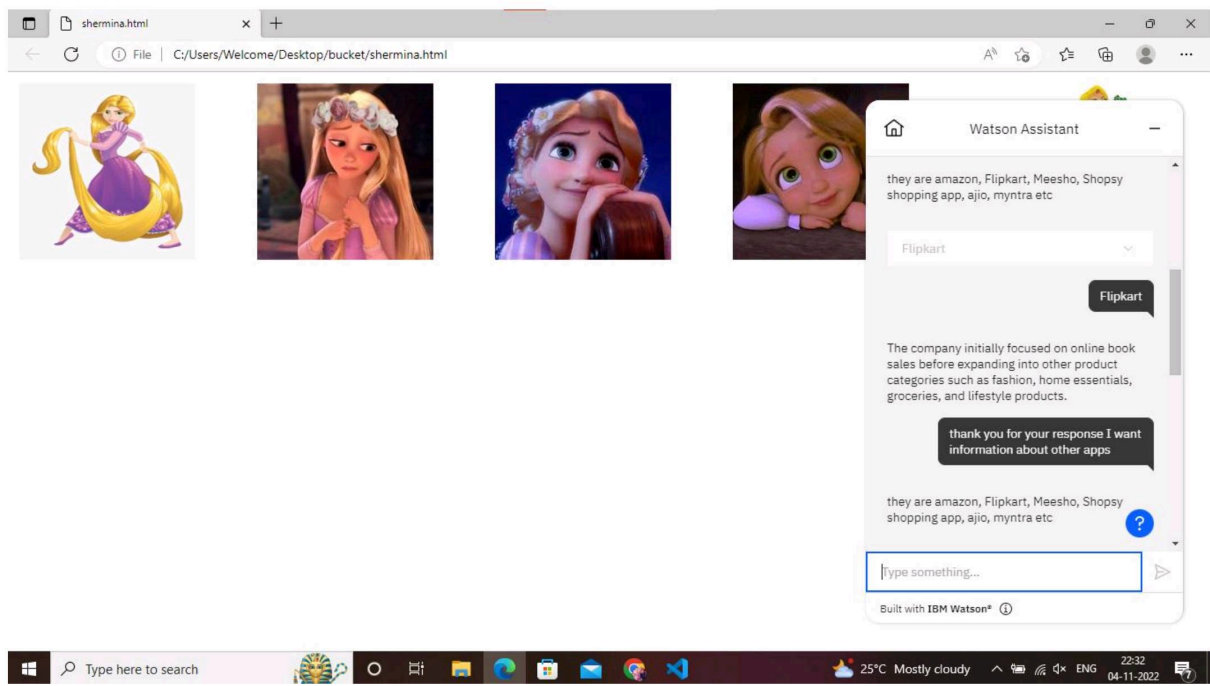 shermina.html
File
C:/Users/Welcome/Desktop/bucket/shermina.html
Watson Assistant
they are amazon, Flipkart, Meesho, Shopsy
shopping app, ajio, myntra etc
Flipkart
Flipkart
The company initially focused on online book
sales before expanding into other product
categories such as fashion, home essentials,
groceries, and lifestyle products.
thank you for your response I want
information about other apps
they are amazon, Flipkart, Meesho, Shopsy
shopping app, ajio, myntra etc
?
Type something...
Built with IBM Watson®
Type here to search
25°C Mostly cloudy
ENG
22:32
04-11-2022
7